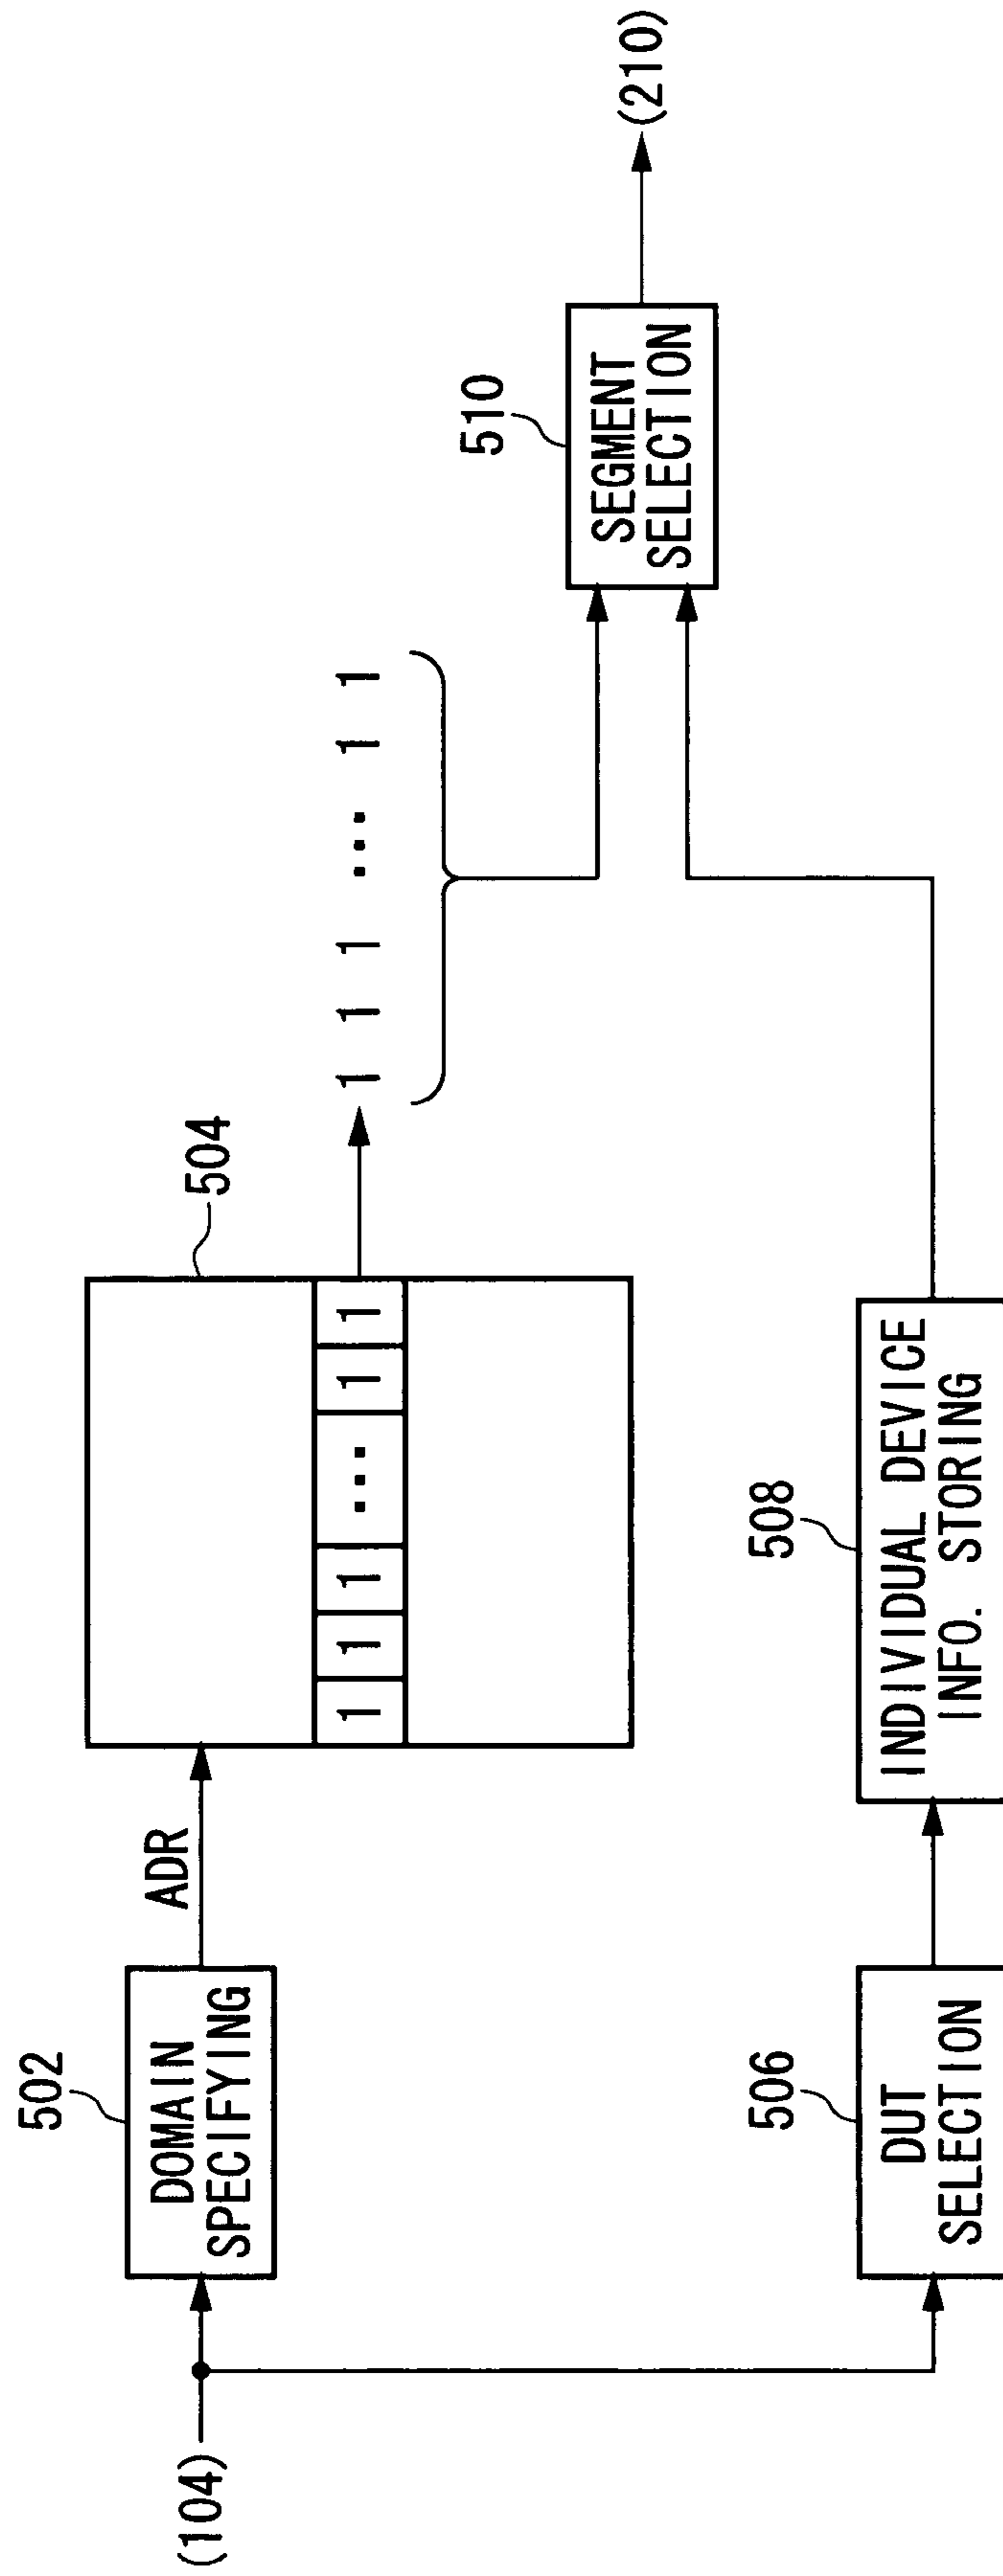 (104)
502
DOMAIN
SPECIFYING
ADR
504
1 1 1 ... 1 1
1 1 1 ... 1 1
506
DUT
SELECTION
508
INDIVIDUAL DEVICE
INFO. STORING
510
SEGMENT
SELECTION
(210)